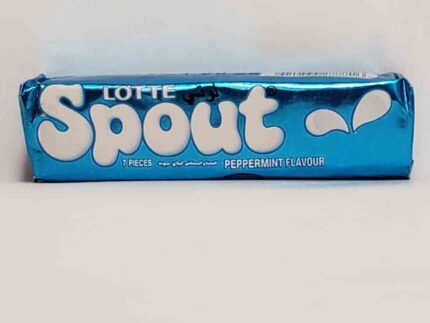 LOTTE
Spout
7 PIECES
PEPPERMINT FLAVOUR